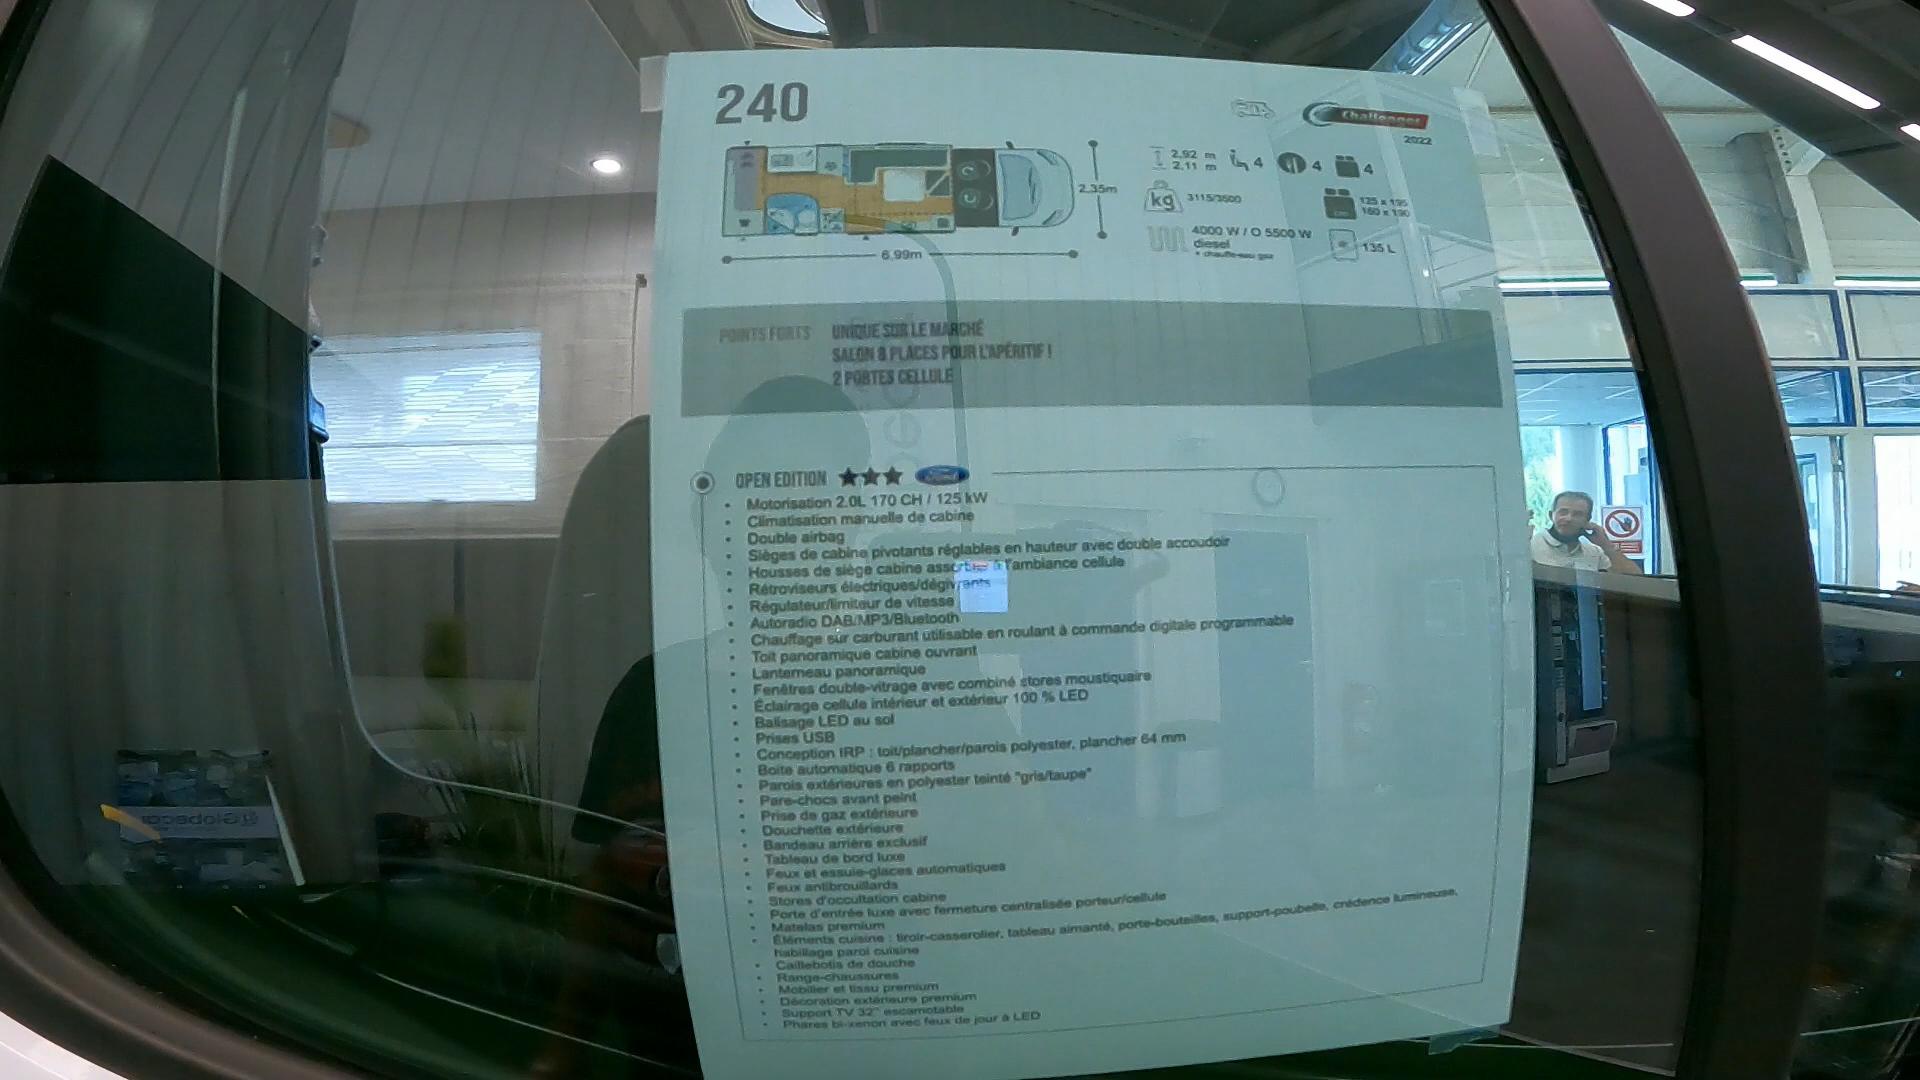 240
Challenger
2022
2,92 m
2,11 m
4
4
4
2,35m
kg
3115/3500
125 x 195
160 x 190
4000 W / O 5500 W
diesel
+ chauffe-eau gaz
135 L
6,99m
POINTS FORTS
UNIQUE SUR LE MARCHÉ
SALON 8 PLACES POUR L'APÉRITIF !
2 PORTES CELLULE
OPEN EDITION ★★★ Ford
• Motorisation 2.0L 170 CH / 125 kW
• Climatisation manuelle de cabine
• Double airbag
• Sièges de cabine pivotants réglables en hauteur avec double accoudoir
• Housses de siège cabine assorties à l'ambiance cellule
• Rétroviseurs électriques/dégivrants
• Régulateur/limiteur de vitesse
• Autoradio DAB/MP3/Bluetooth
• Chauffage sur carburant utilisable en roulant à commande digitale programmable
• Toit panoramique cabine ouvrant
• Lanterneau panoramique
• Fenêtres double-vitrage avec combiné stores moustiquaire
• Éclairage cellule intérieur et extérieur 100 % LED
• Balisage LED au sol
• Prises USB
• Conception IRP : toit/plancher/parois polyester, plancher 64 mm
• Boite automatique 6 rapports
• Parois extérieures en polyester teinté "gris/taupe"
• Pare-chocs avant peint
• Prise de gaz extérieure
• Douchette extérieure
• Bandeau arrière exclusif
• Tableau de bord luxe
• Feux et essuie-glaces automatiques
• Feux antibrouillards
• Stores d'occultation cabine
• Porte d'entrée luxe avec fermeture centralisée porteur/cellule
• Matelas premium
• Éléments cuisine : tiroir-casserolier, tableau aimanté, porte-bouteilles, support-poubelle, crédence lumineuse,
habillage paroi cuisine
• Caillebotis de douche
• Range-chaussures
• Mobilier et tissu premium
• Décoration extérieure premium
• Support TV 32" escamotable
• Phares bi-xenon avec feux de jour à LED
Globecar